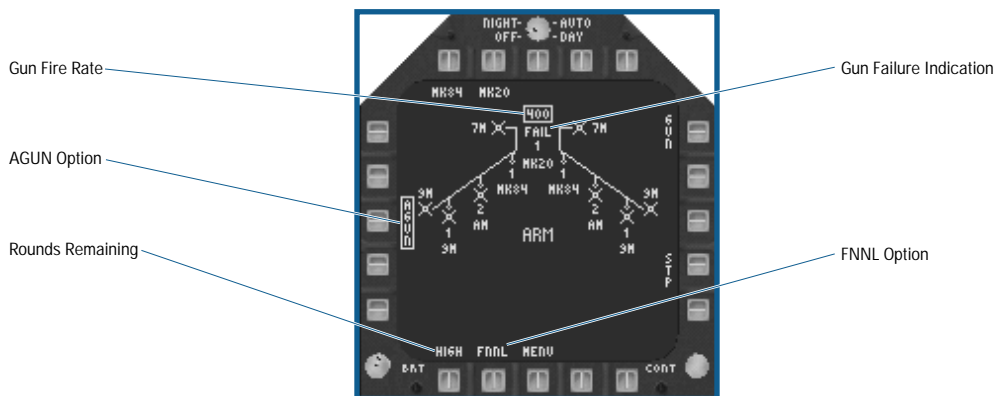 NIGHT- -AUTO
OFF- -DAY
Gun Fire Rate
Gun Failure Indication
MK84 MK20
400
7M FAIL 7M
1
GUN
MK20
1 1
AGUN Option
MK84 MK84
9M 9M
AGUN
2 2
1 AM AM 1
9M 9M
ARM
Rounds Remaining
FNNL Option
STP
HIGH FNNL MENU
BRT CONT